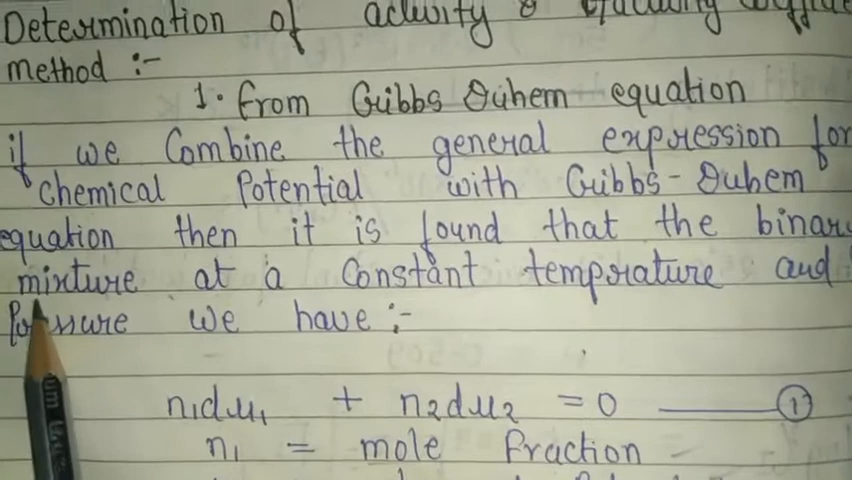 Determination of activity & activity
method :-
1. from Gibbs Duhem equation
if we Combine the general expression for
chemical Potential with Gibbs-Duhem
equation then it is found that the binary
mixture at a Constant temprature and
we have :-
n₁dμ₁ + n₂dμ₂ = 0 ——— ①
n₁ = mole fraction
um